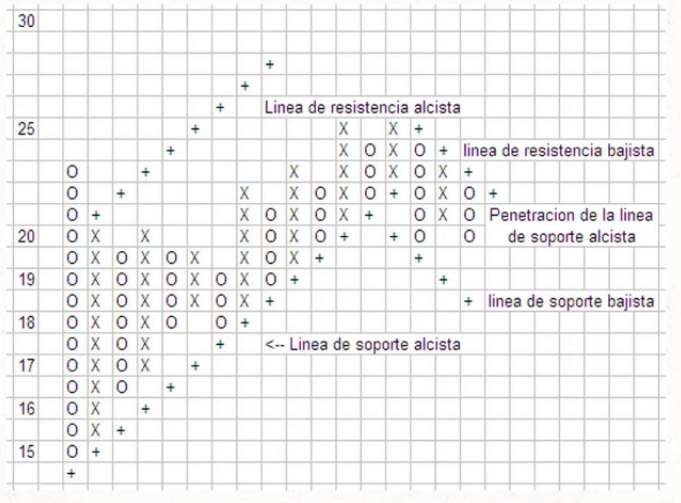 30
+
+
+ Linea de resistencia alcista
25 + X X +
+ X O X O + linea de resistencia bajista
O + X X O X O X +
O + X X O X O + O X O +
O + X O X O X + O X O Penetracion de la linea
20 O X X X O X O + + O O de soporte alcista
O X O X O X X O X + +
19 O X O X O X O X O + +
O X O X O X O X + + linea de soporte bajista
18 O X O X O O +
O X O X + <-- Linea de soporte alcista
17 O X O X +
O X O +
16 O X +
O X +
15 O +
+